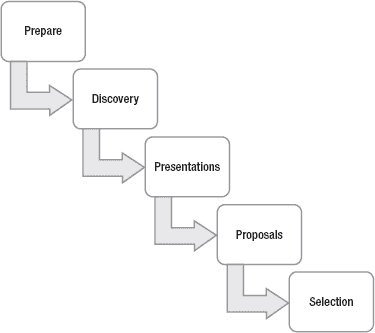 Prepare
Discovery
Presentations
Proposals
Selection